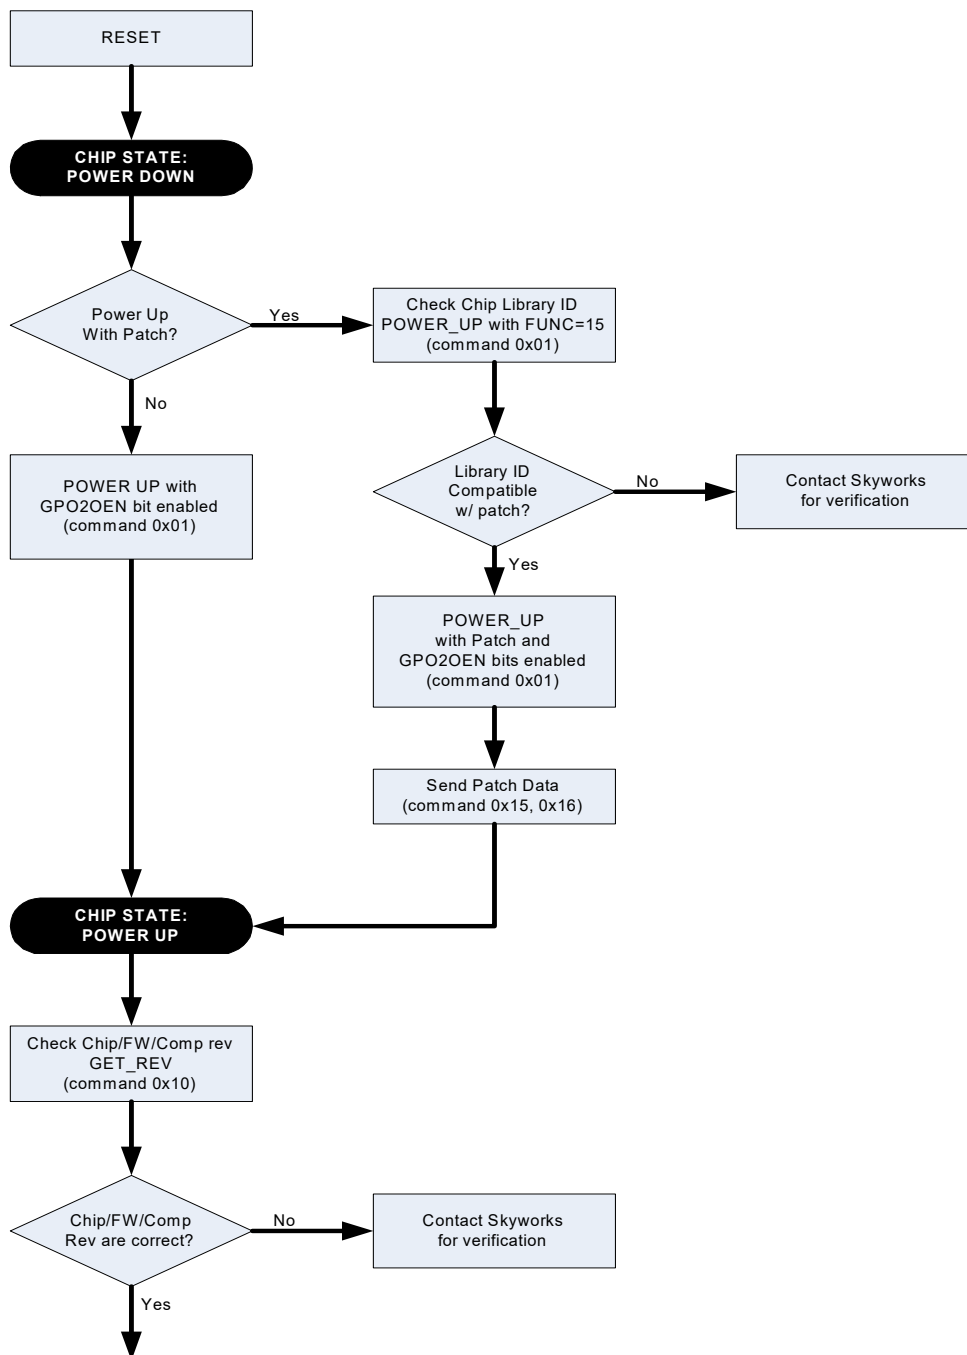 RESET
CHIP STATE:
POWER DOWN
Power Up
With Patch?
Yes
Check Chip Library ID
POWER_UP with FUNC=15
(command 0x01)
No
POWER UP with
GPO2OEN bit enabled
(command 0x01)
Library ID
Compatible
w/ patch?
No
Contact Skyworks
for verification
Yes
POWER_UP
with Patch and
GPO2OEN bits enabled
(command 0x01)
Send Patch Data
(command 0x15, 0x16)
CHIP STATE:
POWER UP
Check Chip/FW/Comp rev
GET_REV
(command 0x10)
Chip/FW/Comp
Rev are correct?
No
Contact Skyworks
for verification
Yes